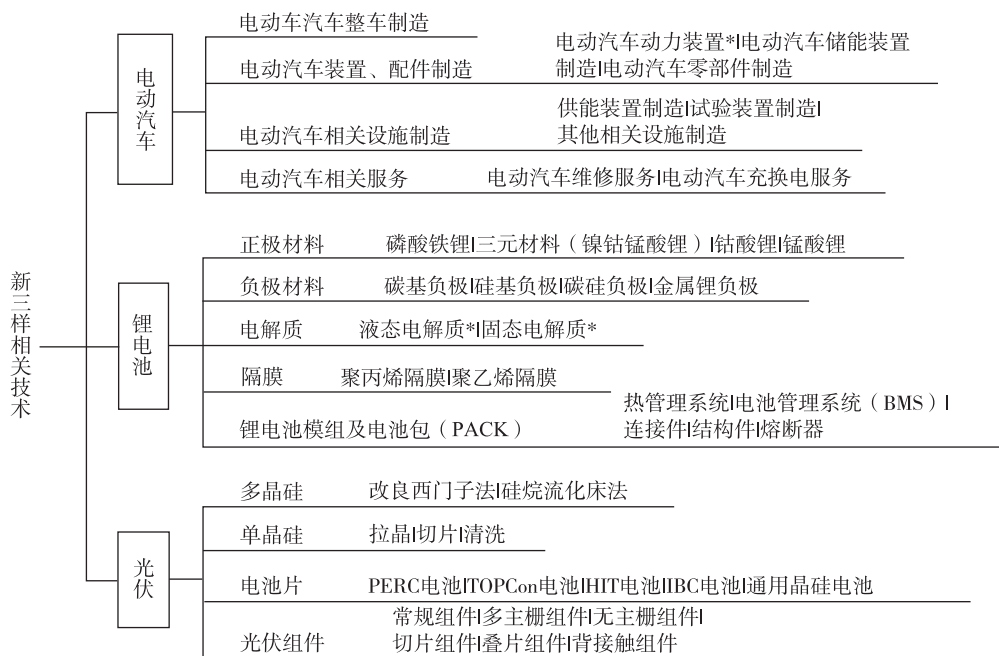 新三样相关技术
电动汽车
电动车汽车整车制造
电动汽车装置、配件制造
电动汽车动力装置*|电动汽车储能装置
制造|电动汽车零部件制造
电动汽车相关设施制造
供能装置制造|试验装置制造|
其他相关设施制造
电动汽车相关服务 电动汽车维修服务|电动汽车充换电服务
锂电池
正极材料 磷酸铁锂|三元材料（镍钴锰酸锂）|钴酸锂|锰酸锂
负极材料 碳基负极|硅基负极|碳硅负极|金属锂负极
电解质 液态电解质*|固态电解质*
隔膜 聚丙烯隔膜|聚乙烯隔膜
锂电池模组及电池包（PACK）
热管理系统|电池管理系统（BMS）|
连接件|结构件|熔断器
光伏
多晶硅 改良西门子法|硅烷流化床法
单晶硅 拉晶|切片|清洗
电池片 PERC电池|TOPCon电池|HIT电池|IBC电池|通用晶硅电池
光伏组件
常规组件|多主栅组件|无主栅组件|
切片组件|叠片组件|背接触组件